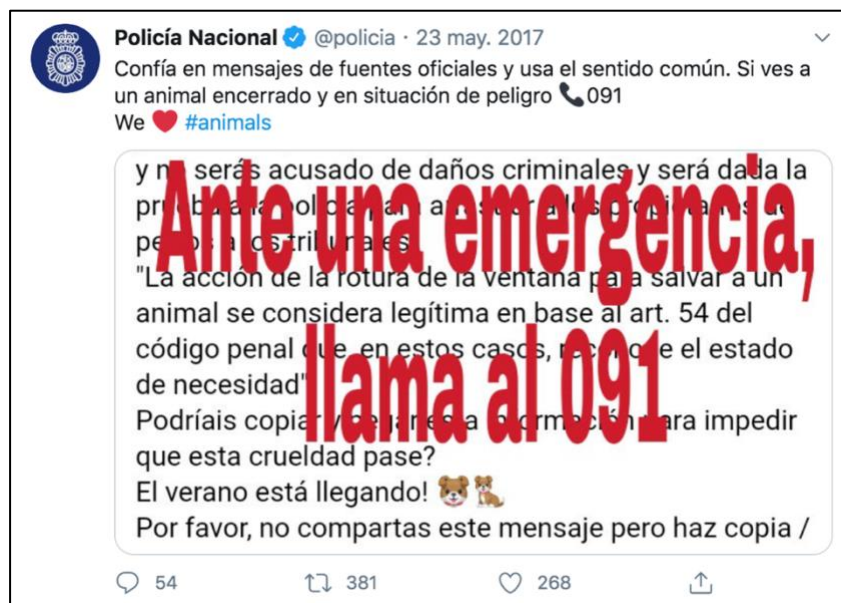 Policía Nacional @policia · 23 may. 2017
Confía en mensajes de fuentes oficiales y usa el sentido común. Si ves a
un animal encerrado y en situación de peligro 📞091
We ❤️ #animals
y no serás acusado de daños criminales y será dada la
Ante una emergencia,
"La acción de la rotura de la ventana para salvar a un
animal se considera legítima en base al art. 54 del
código penal que, en estos casos, reconoce el estado
de necesidad"
llama al 091
Podríais copiar para impedir
que esta crueldad pase?
El verano está llegando! 🐻🐕
Por favor, no compartas este mensaje pero haz copia /
54 381 268